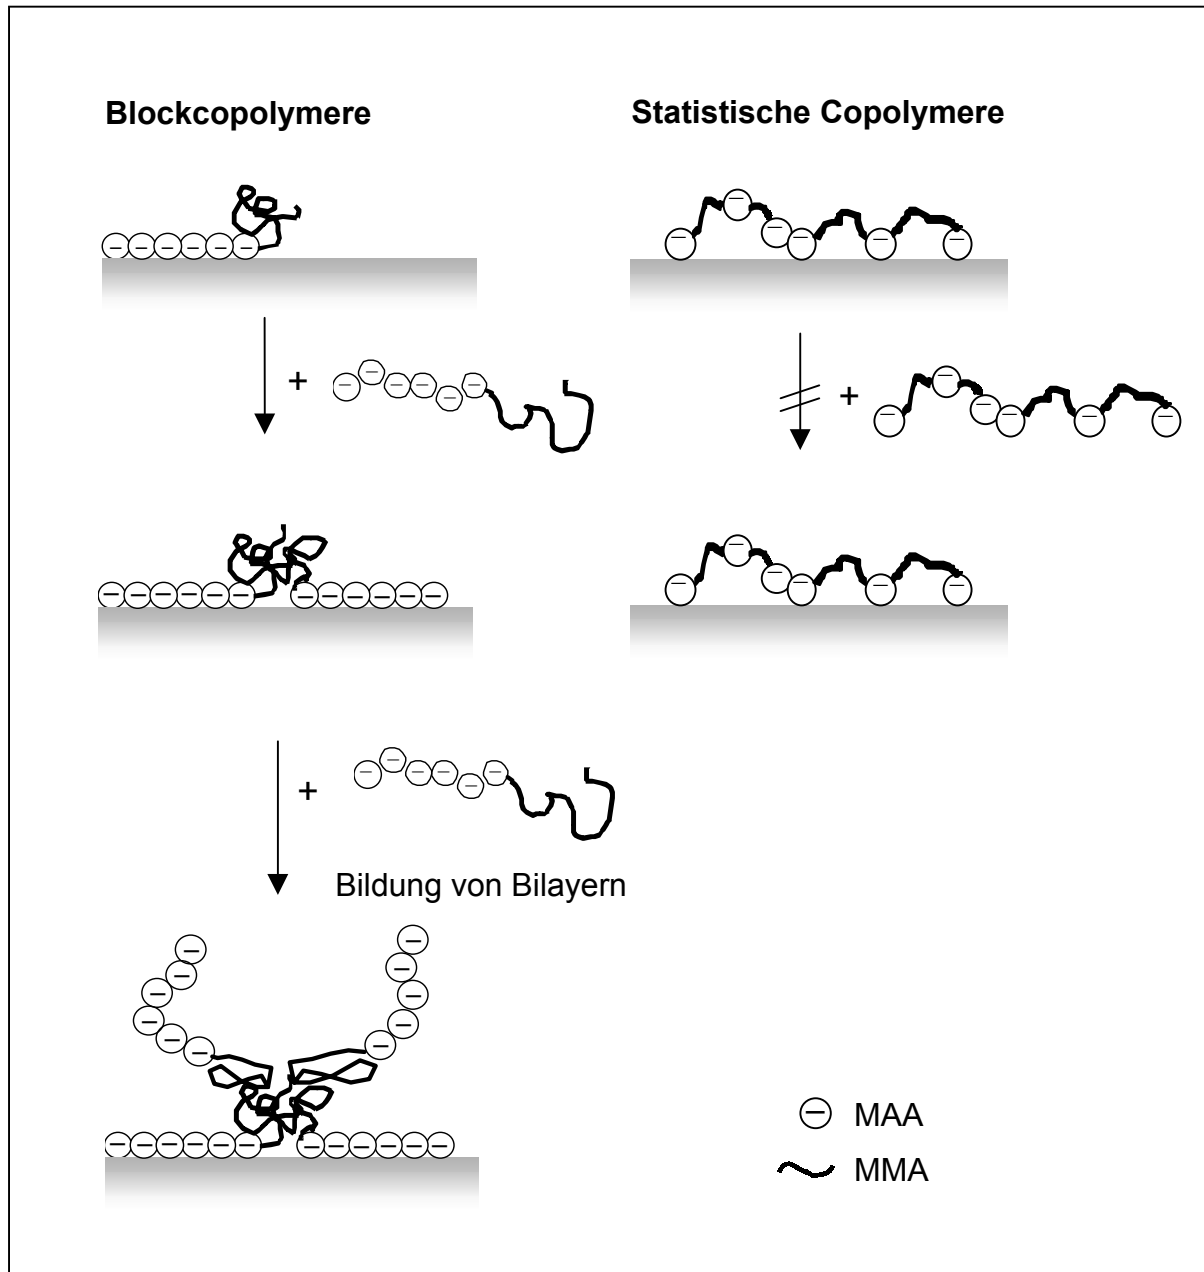 Blockcopolymere
Statistische Copolymere
+
+
+
Bildung von Bilayern
MAA
MMA